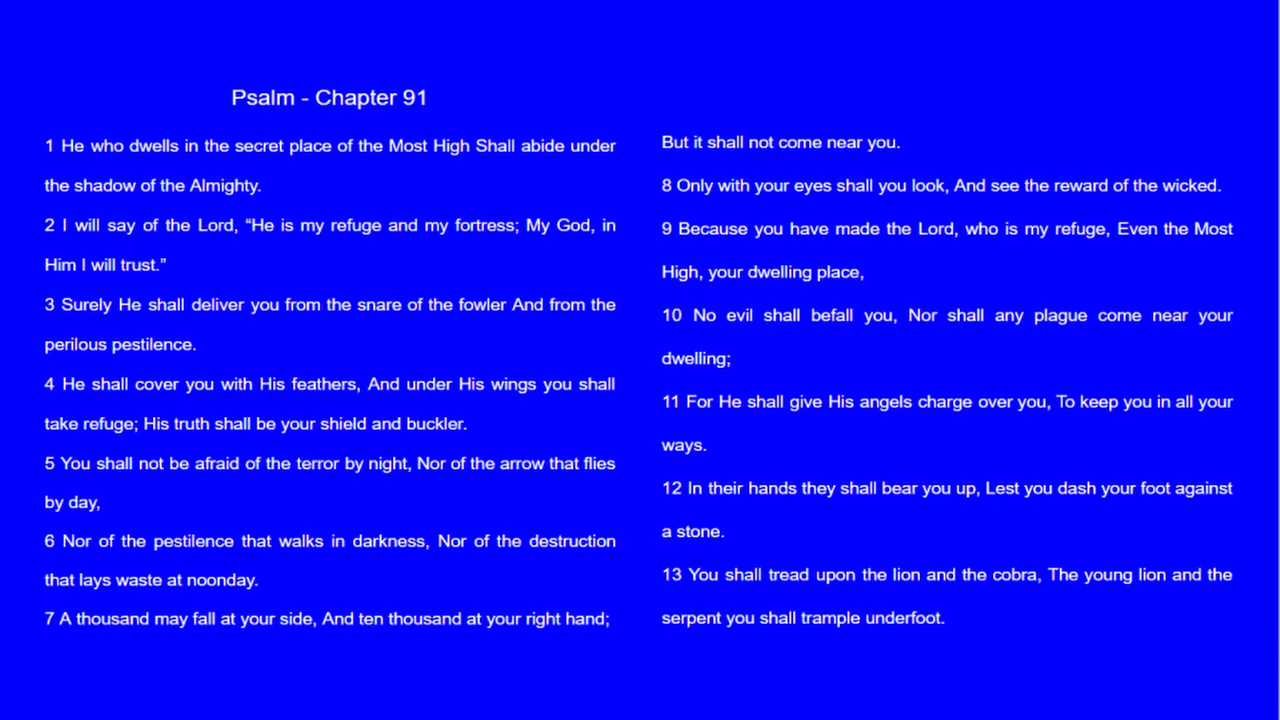 Psalm - Chapter 91
1 He who dwells in the secret place of the Most High Shall abide under
the shadow of the Almighty.
2 I will say of the Lord, “He is my refuge and my fortress; My God, in
Him I will trust.”
3 Surely He shall deliver you from the snare of the fowler And from the
perilous pestilence.
4 He shall cover you with His feathers, And under His wings you shall
take refuge; His truth shall be your shield and buckler.
5 You shall not be afraid of the terror by night, Nor of the arrow that flies
by day,
6 Nor of the pestilence that walks in darkness, Nor of the destruction
that lays waste at noonday.
7 A thousand may fall at your side, And ten thousand at your right hand;
But it shall not come near you.
8 Only with your eyes shall you look, And see the reward of the wicked.
9 Because you have made the Lord, who is my refuge, Even the Most
High, your dwelling place,
10 No evil shall befall you, Nor shall any plague come near your
dwelling;
11 For He shall give His angels charge over you, To keep you in all your
ways.
12 In their hands they shall bear you up, Lest you dash your foot against
a stone.
13 You shall tread upon the lion and the cobra, The young lion and the
serpent you shall trample underfoot.